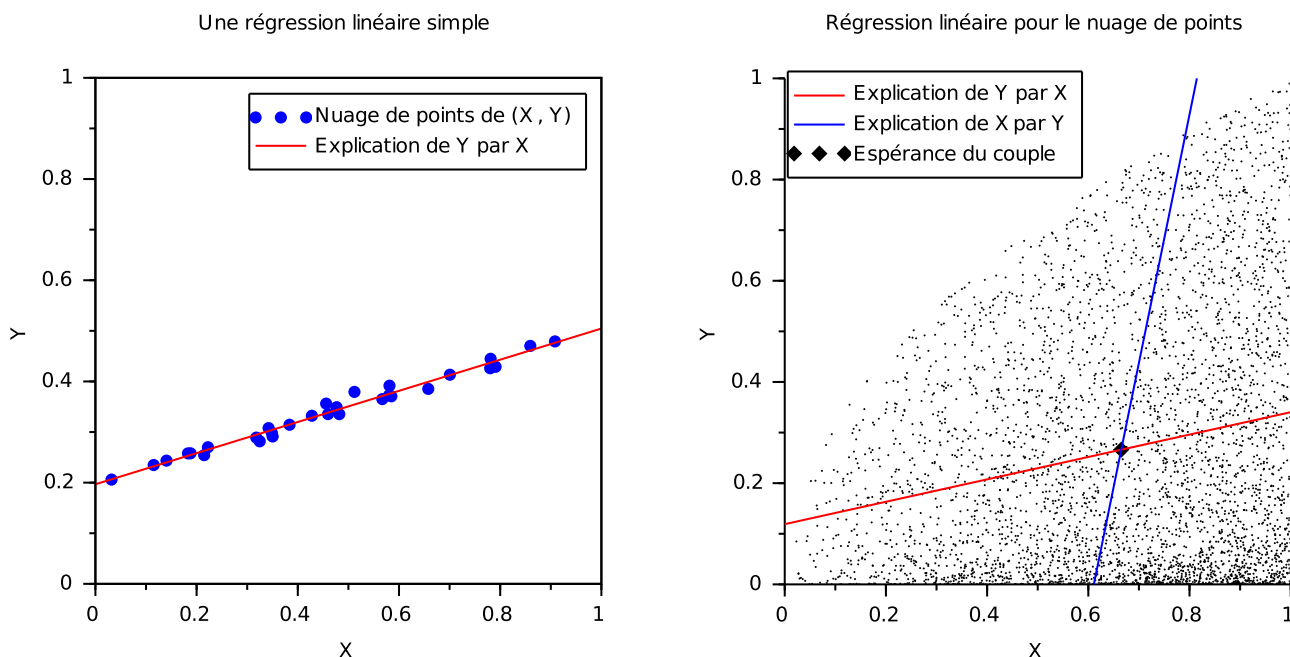 Une régression linéaire simple
1
Nuage de points de (X , Y)
Explication de Y par X
0.8
0.6
Y
0.4
0.2
0
0 0.2 0.4 0.6 0.8 1
X
Régression linéaire pour le nuage de points
1
Explication de Y par X
Explication de X par Y
Espérance du couple
0.8
0.6
Y
0.4
0.2
0
0 0.2 0.4 0.6 0.8 1
X